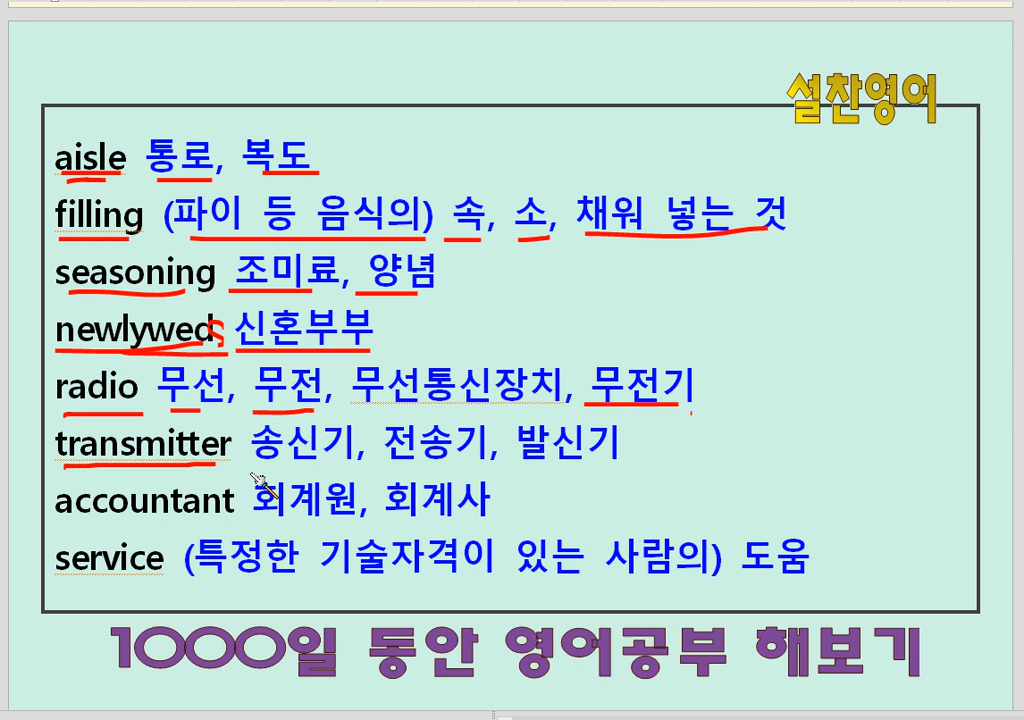 설찬영어
aisle 통로, 복도
filling (파이 등 음식의) 속, 소, 채워 넣는 것
seasoning 조미료, 양념
newlyweds 신혼부부
radio 무선, 무전, 무선통신장치, 무전기
transmitter 송신기, 전송기, 발신기
accountant 회계원, 회계사
service (특정한 기술자격이 있는 사람의) 도움
1000일 동안 영어공부 해보기